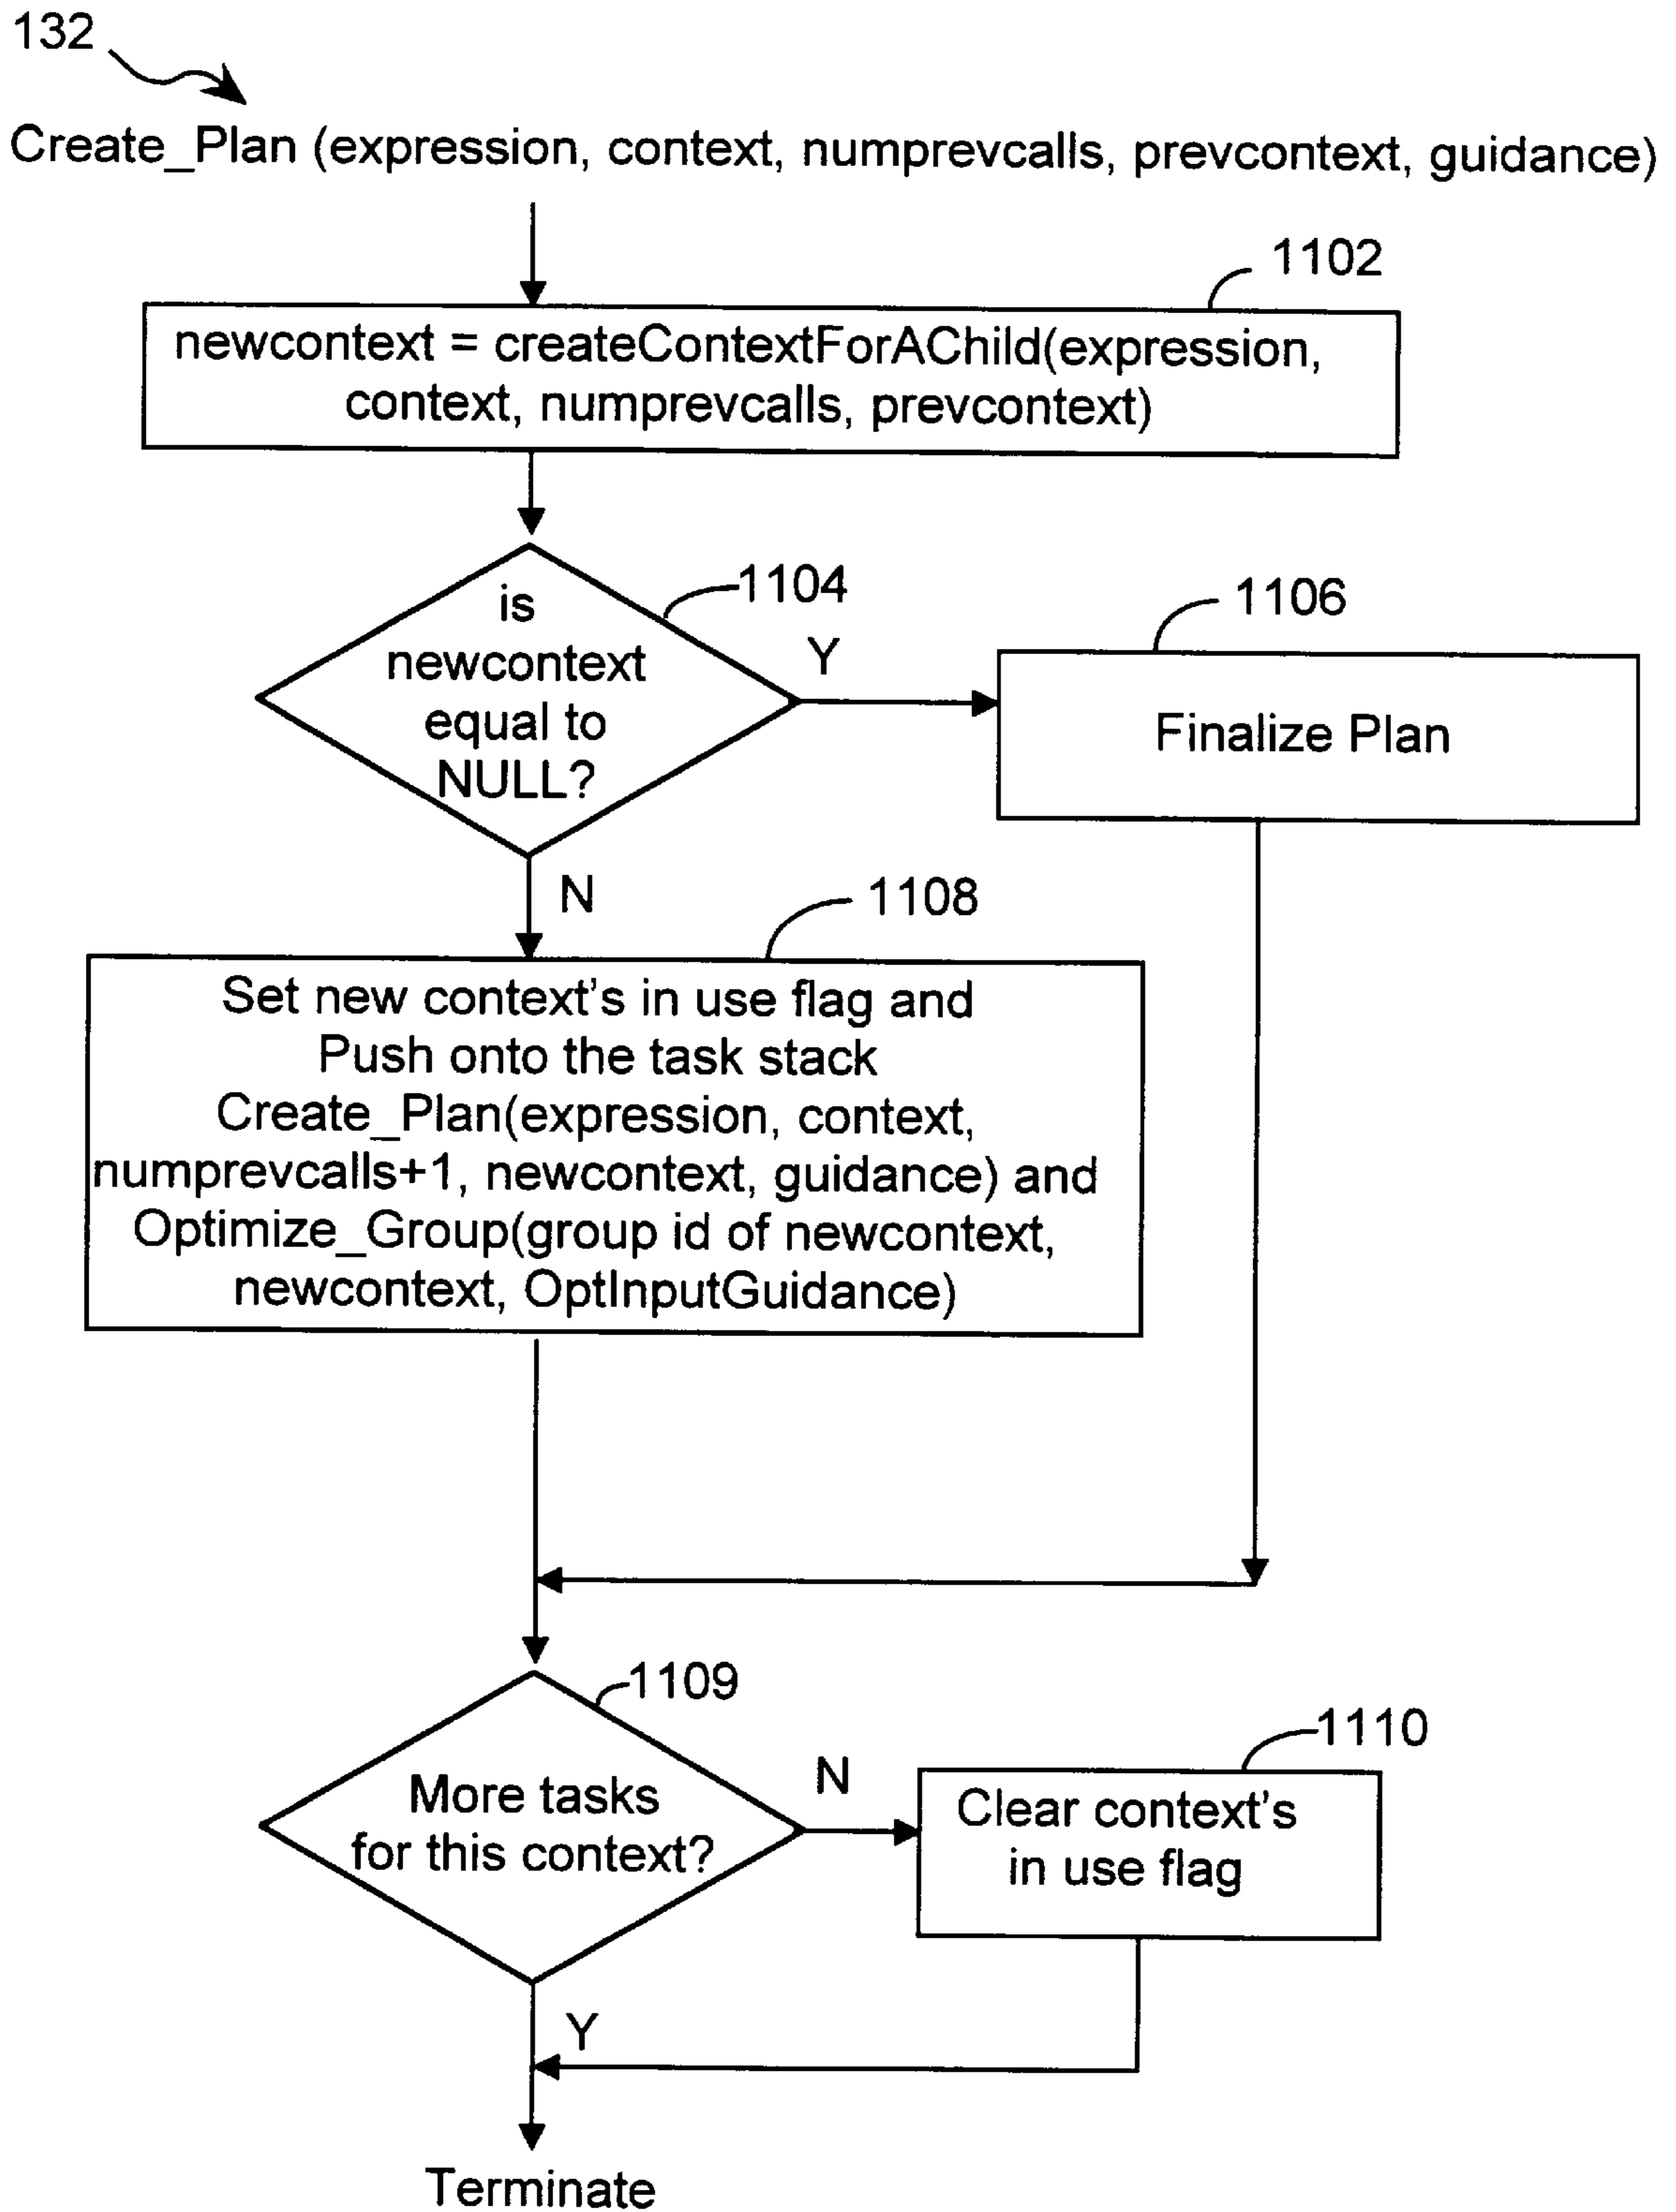 132
Create_Plan (expression, context, numprevcalls, prevcontext, guidance)
1102
newcontext = createContextForAChild(expression,
context, numprevcalls, prevcontext)
1104
is
newcontext
equal to
NULL?
Y
1106
Finalize Plan
N
1108
Set new context's in use flag and
Push onto the task stack
Create_Plan(expression, context,
numprevcalls+1, newcontext, guidance) and
Optimize_Group(group id of newcontext,
newcontext, OptInputGuidance)
1109
More tasks
for this context?
N
1110
Clear context's
in use flag
Y
Terminate